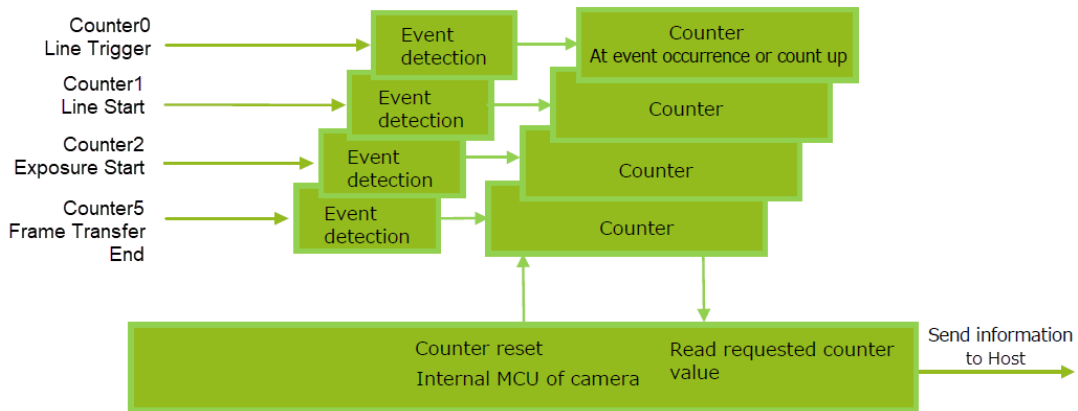 Counter0
Line Trigger
Event
detection
Counter
At event occurrence or count up
Counter1
Line Start
Event
detection
Counter
Counter2
Exposure Start
Event
detection
Counter
Counter5
Frame Transfer
End
Event
detection
Counter
Counter reset
Internal MCU of camera
Read requested counter
value
Send information
to Host